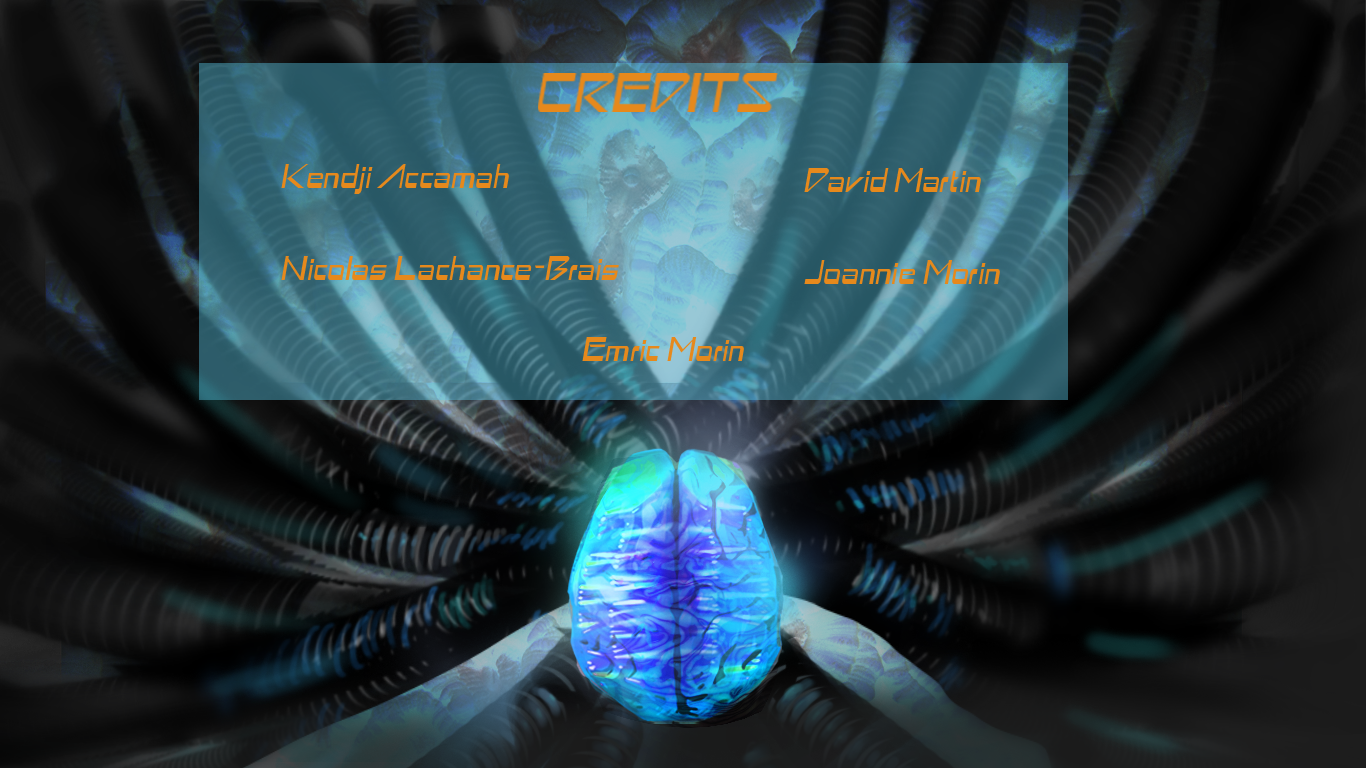 CREDITS
Kendji Accamah
David Martin
Nicolas Lachance-Brais
Joannie Morin
Emric Morin